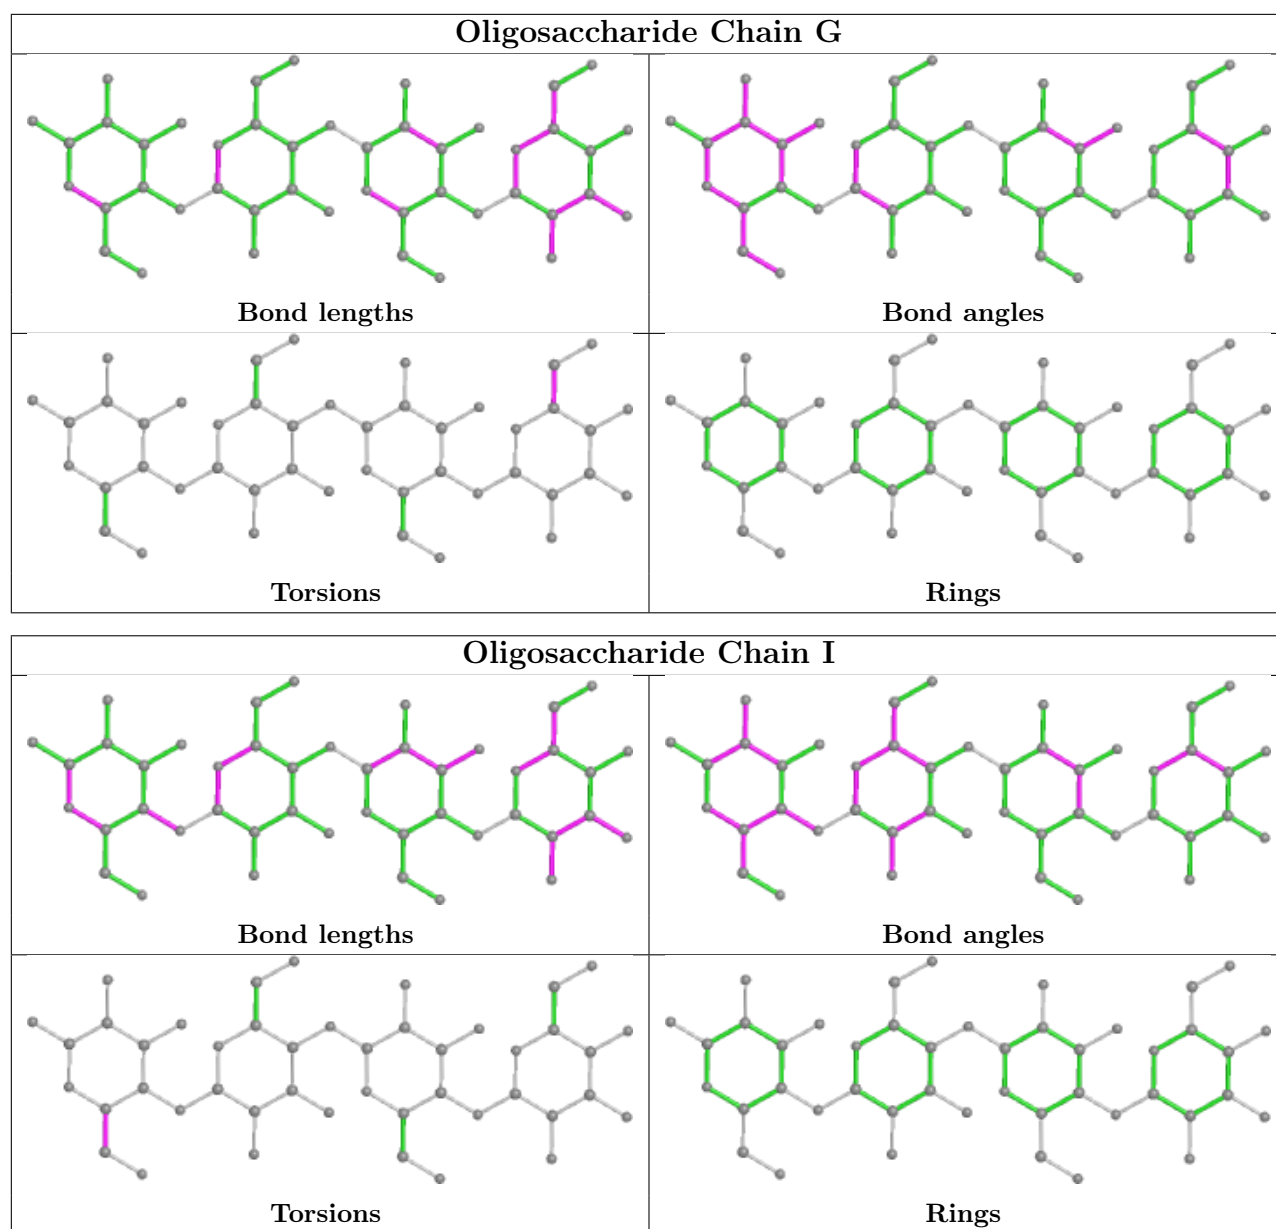 Oligosaccharide Chain G
Bond lengths
Bond angles
Torsions
Rings
Oligosaccharide Chain I
Bond lengths
Bond angles
Torsions
Rings